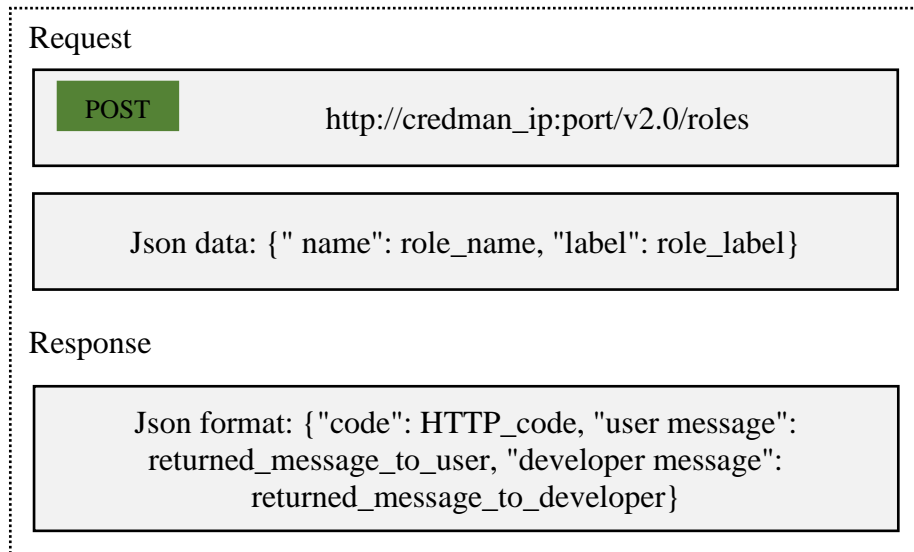 Request
POST http://credman_ip:port/v2.0/roles
Json data: {" name": role_name, "label": role_label}
Response
Json format: {"code": HTTP_code, "user message":
returned_message_to_user, "developer message":
returned_message_to_developer}